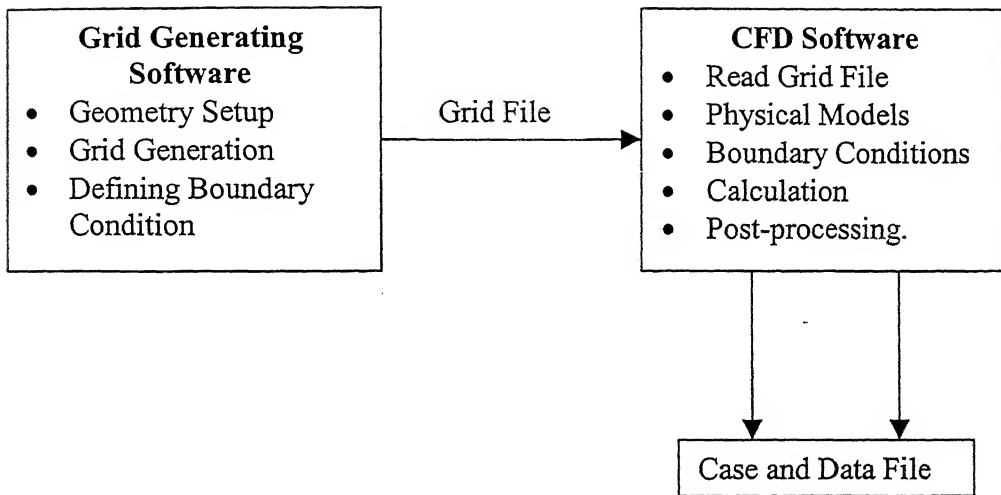 Grid Generating
Software
• Geometry Setup
• Grid Generation
• Defining Boundary
Condition
Grid File
CFD Software
• Read Grid File
• Physical Models
• Boundary Conditions
• Calculation
• Post-processing.
Case and Data File